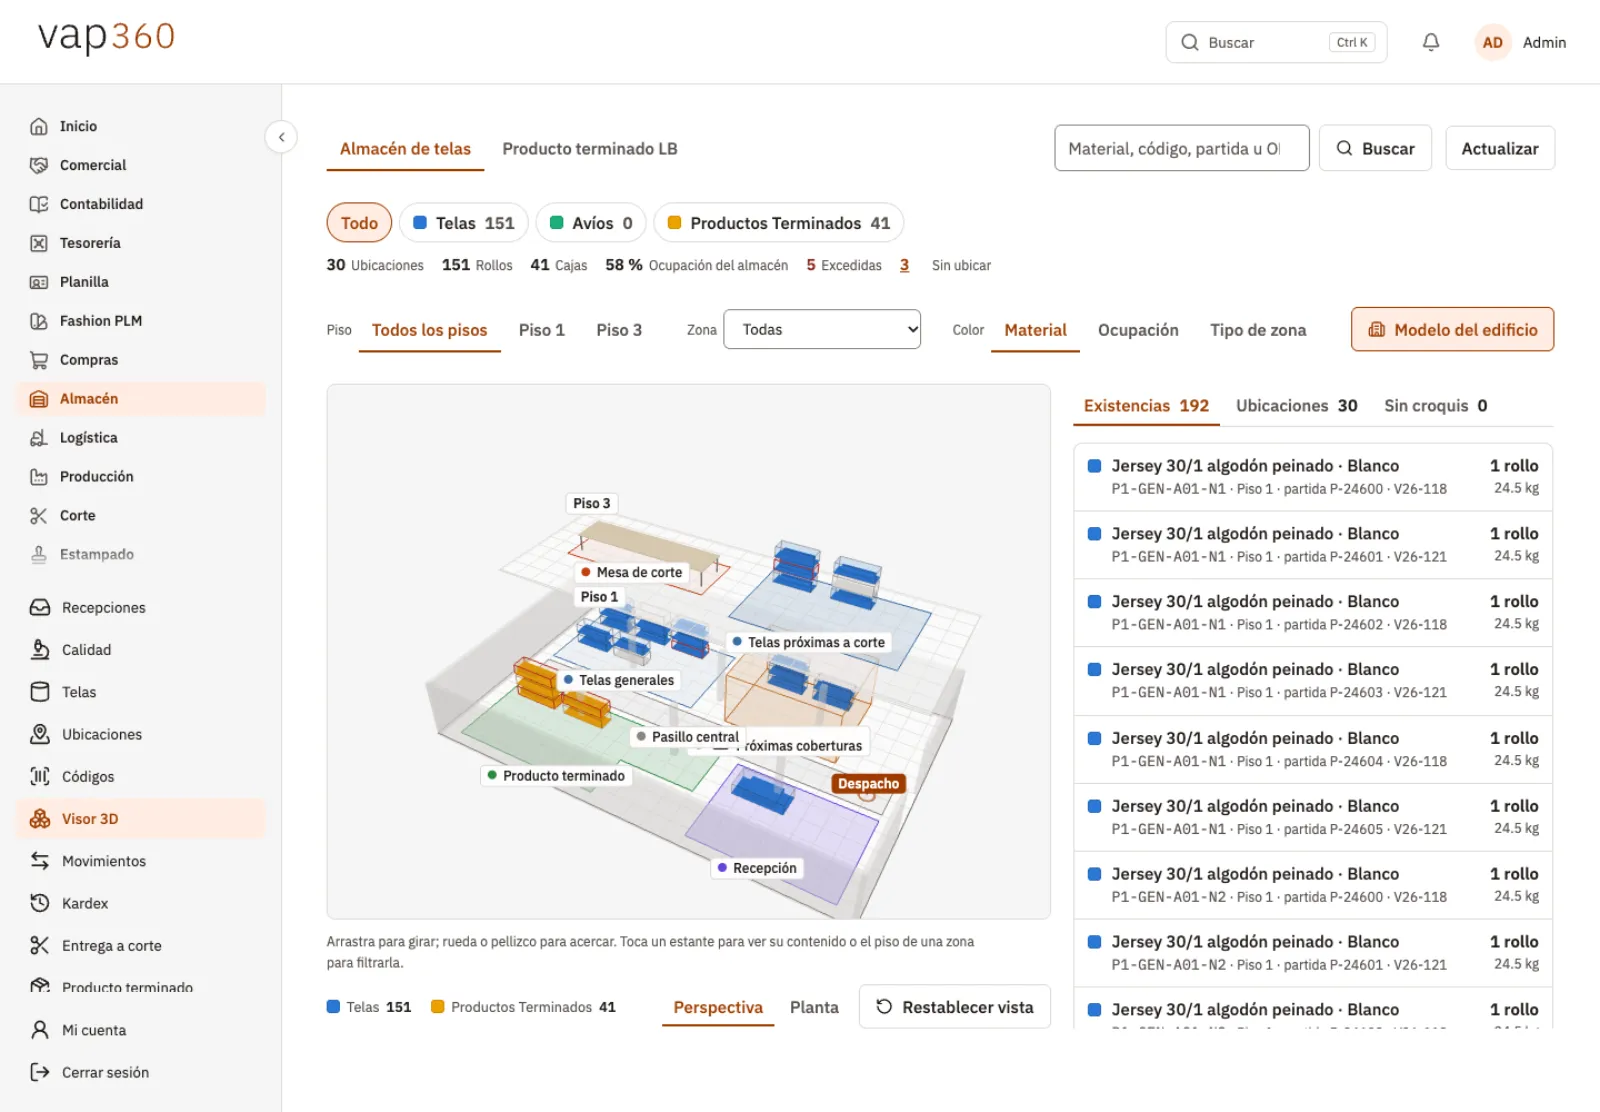 vap360
Buscar
Ctrl K
AD
Admin
Inicio
Comercial
Contabilidad
Tesorería
Planilla
Fashion PLM
Compras
Almacén
Logística
Producción
Corte
Estampado
Recepciones
Calidad
Telas
Ubicaciones
Códigos
Visor 3D
Movimientos
Kardex
Entrega a corte
Producto terminado
Mi cuenta
Cerrar sesión
Almacén de telas
Producto terminado LB
Material, código, partida u O
Buscar
Actualizar
Todo
Telas 151
Avíos 0
Productos Terminados 41
30 Ubicaciones 151 Rollos 41 Cajas 58 % Ocupación del almacén 5 Excedidas 3 Sin ubicar
Piso Todos los pisos Piso 1 Piso 3
Zona Todas
Color Material Ocupación Tipo de zona
Modelo del edificio
Piso 3
Mesa de corte
Piso 1
Telas próximas a corte
Telas generales
Pasillo central
róximas coberturas
Producto terminado
Despacho
Recepción
Arrastra para girar; rueda o pellizco para acercar. Toca un estante para ver su contenido o el piso de una zona
para filtrarla.
Telas 151 Productos Terminados 41
Perspectiva
Planta
Restablecer vista
Existencias 192 Ubicaciones 30 Sin croquis 0
Jersey 30/1 algodón peinado · Blanco 1 rollo
P1-GEN-A01-N1 · Piso 1 · partida P-24600 · V26-118 24.5 kg
Jersey 30/1 algodón peinado · Blanco 1 rollo
P1-GEN-A01-N1 · Piso 1 · partida P-24601 · V26-121 24.5 kg
Jersey 30/1 algodón peinado · Blanco 1 rollo
P1-GEN-A01-N1 · Piso 1 · partida P-24602 · V26-118 24.5 kg
Jersey 30/1 algodón peinado · Blanco 1 rollo
P1-GEN-A01-N1 · Piso 1 · partida P-24603 · V26-121 24.5 kg
Jersey 30/1 algodón peinado · Blanco 1 rollo
P1-GEN-A01-N1 · Piso 1 · partida P-24604 · V26-118 24.5 kg
Jersey 30/1 algodón peinado · Blanco 1 rollo
P1-GEN-A01-N1 · Piso 1 · partida P-24605 · V26-121 24.5 kg
Jersey 30/1 algodón peinado · Blanco 1 rollo
P1-GEN-A01-N2 · Piso 1 · partida P-24600 · V26-118 24.5 kg
Jersey 30/1 algodón peinado · Blanco 1 rollo
P1-GEN-A01-N2 · Piso 1 · partida P-24601 · V26-121 24.5 kg
Jersey 30/1 algodón peinado · Blanco 1 rollo